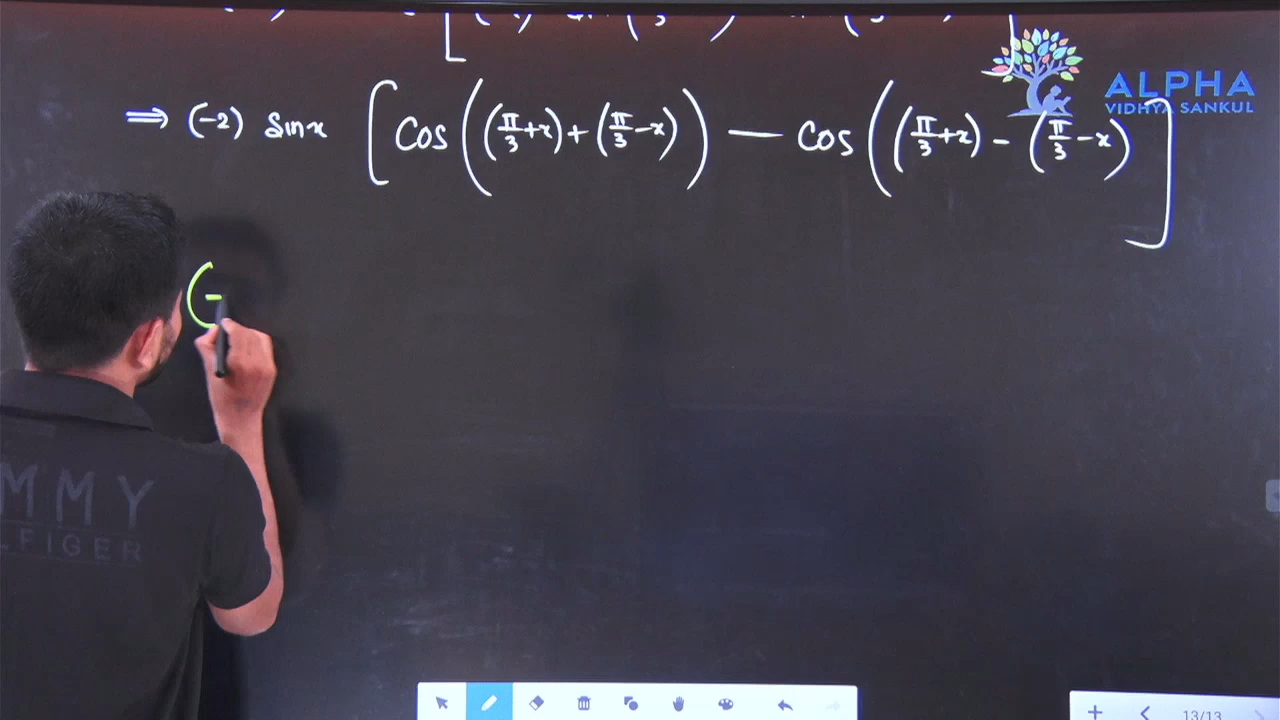 ALPHA
VIDHYA SANKUL
⟹ (-2) Sinx [Cos((π/3+x)+(π/3-x)) — Cos((π/3+x)-(π/3-x))]
(-
MMY
LFIGER
13/13